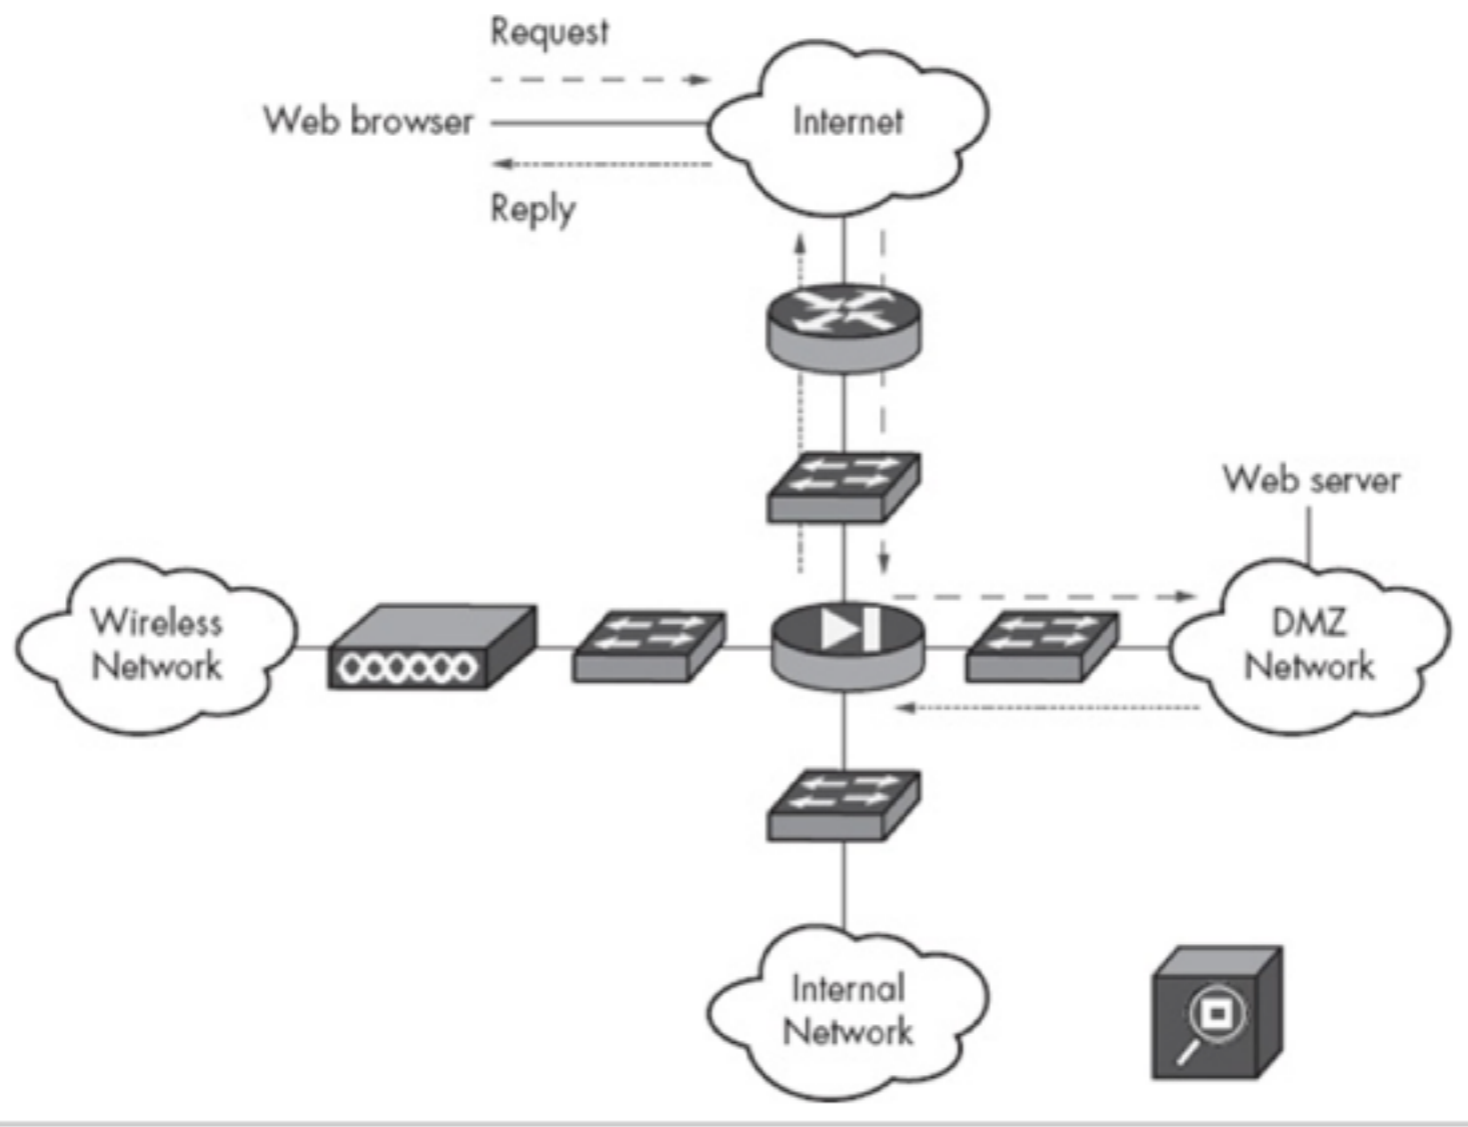 Request
Web browser
Internet
Reply
Web server
Wireless
Network
DMZ
Network
Internal
Network